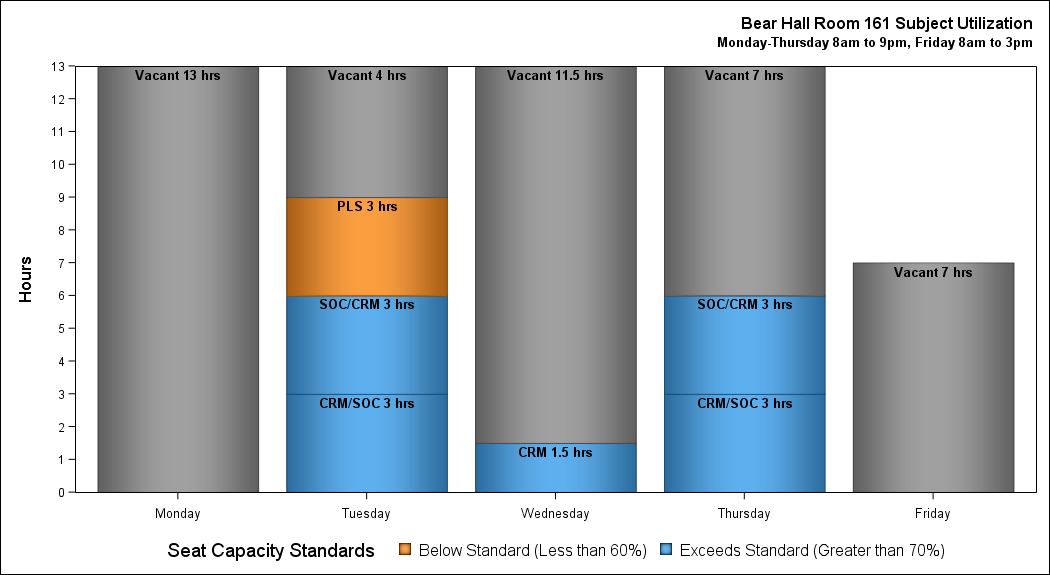 Bear Hall Room 161 Subject Utilization
Monday-Thursday 8am to 9pm, Friday 8am to 3pm
Hours
13
12
11
10
9
8
7
6
5
4
3
2
1
0
Vacant 13 hrs
Vacant 4 hrs
PLS 3 hrs
SOC/CRM 3 hrs
CRM/SOC 3 hrs
Vacant 11.5 hrs
CRM 1.5 hrs
Vacant 7 hrs
SOC/CRM 3 hrs
CRM/SOC 3 hrs
Vacant 7 hrs
Monday Tuesday Wednesday Thursday Friday
Seat Capacity Standards Below Standard (Less than 60%) Exceeds Standard (Greater than 70%)